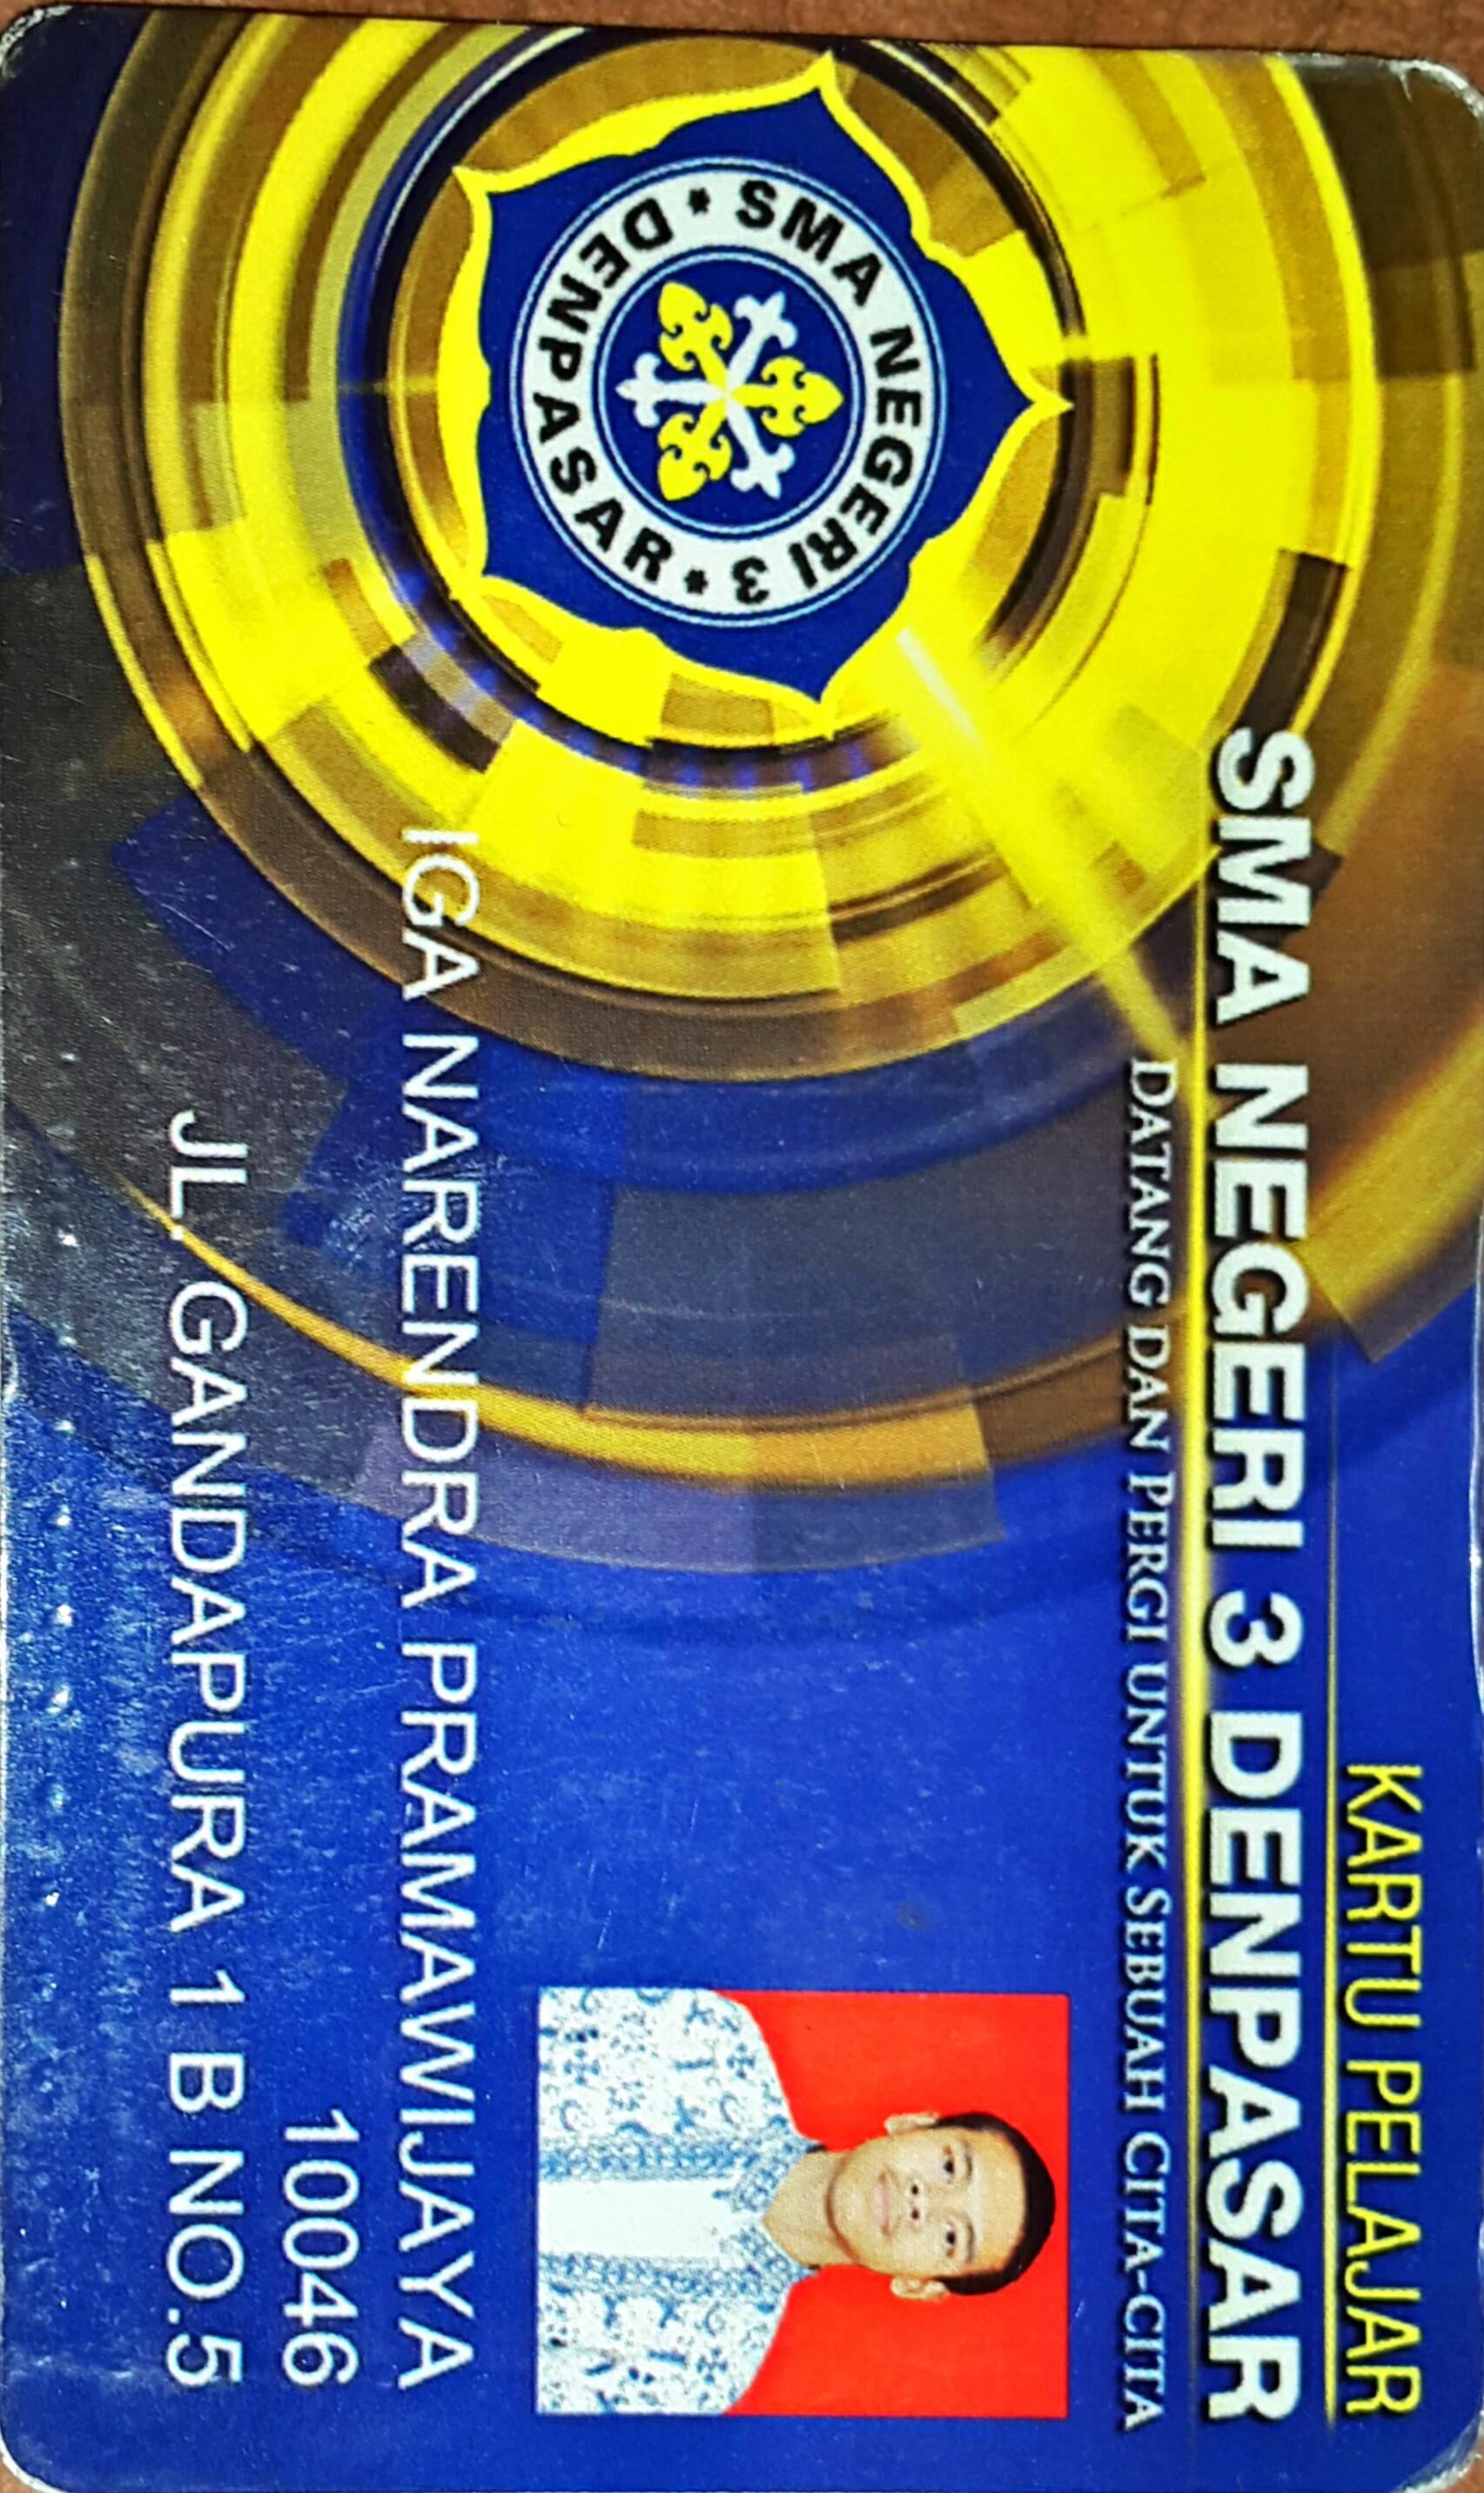 KARTU PELAJAR
SMA NEGERI 3 DENPASAR
DATANG DAN PERGI UNTUK SEBUAH CITA-CITA
SMA NEGERI 3
* DENPASAR *
IGA NARENDRA PRAMAWIJAYA
10046
JL. GANDAPURA 1 B NO.5